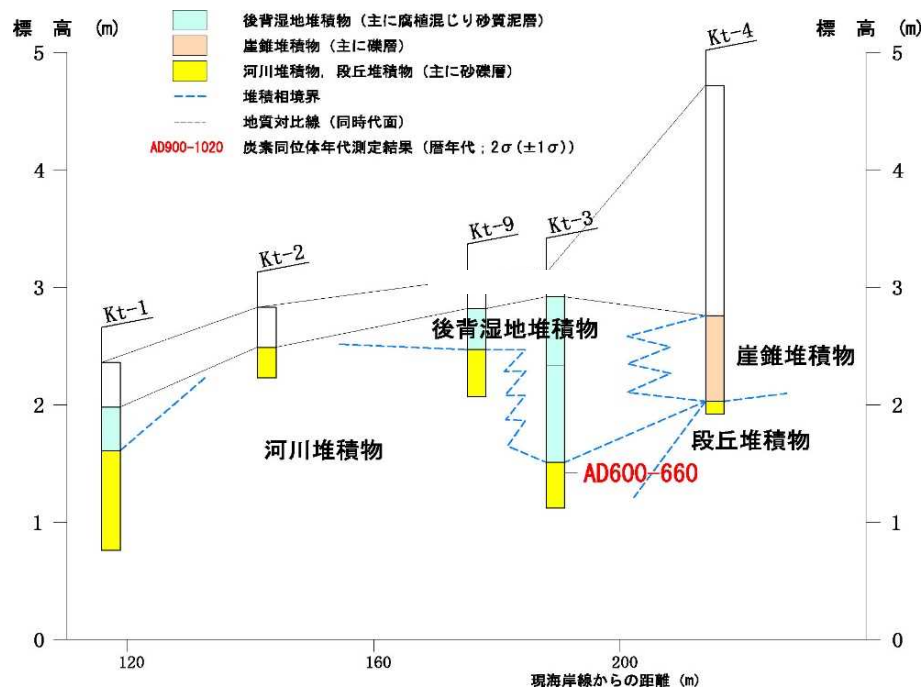 標 高 (m)
標 高 (m)
後背湿地堆積物 (主に腐植混じり砂質泥層)
崖錐堆積物 (主に礫層)
河川堆積物, 段丘堆積物 (主に砂礫層)
堆積相境界
地質対比線 (同時代面)
AD900-1020 炭素同位体年代測定結果 (暦年代 ; 2σ(±1σ))
5
5
4
4
3
3
2
2
1
1
0
0
Kt-1
Kt-2
Kt-9
Kt-3
Kt-4
後背湿地堆積物
崖錐堆積物
河川堆積物
段丘堆積物
AD600-660
120
160
200
現海岸線からの距離 (m)